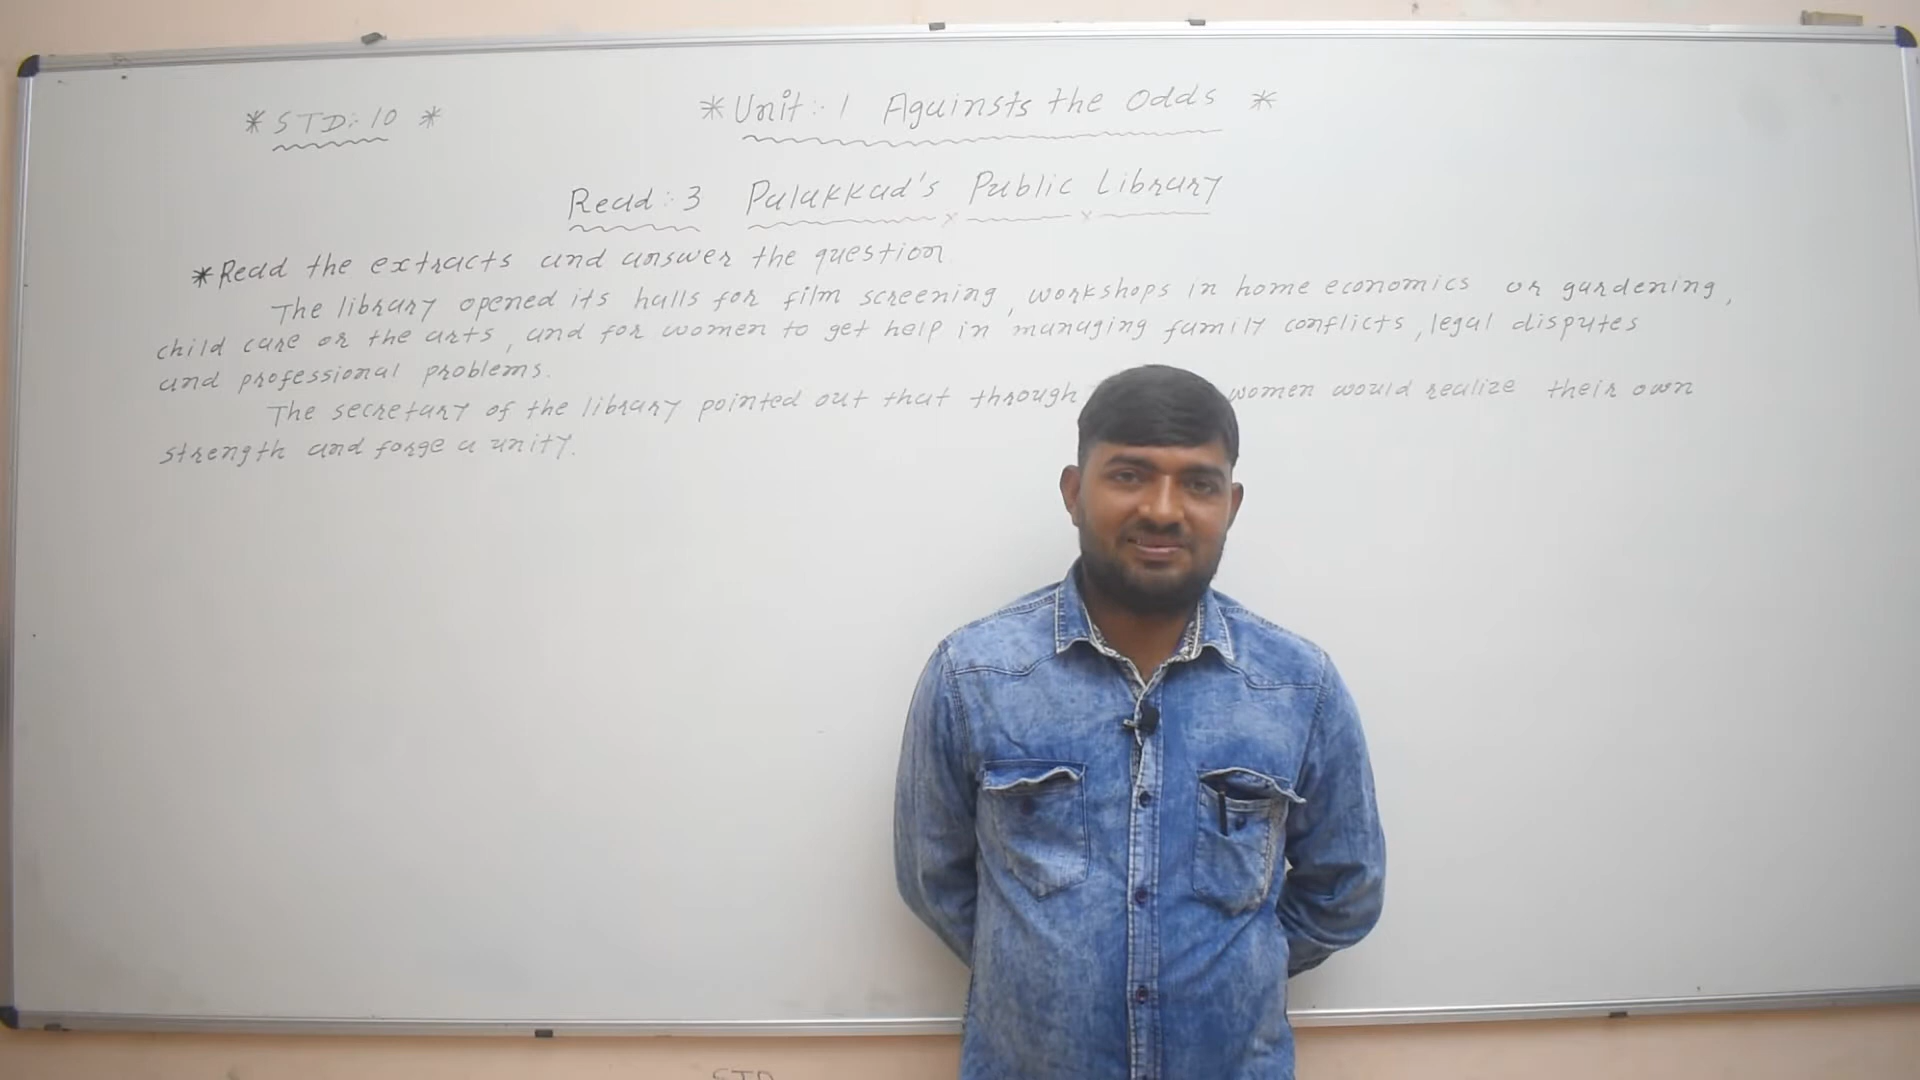 * STD:- 10 *
* Unit :- 1 Againsts the Odds *
Read : 3 Palakkad's Public Library
* Read the extracts and answer the question
The library opened its halls for film screening, workshops in home economics or gardening,
child care or the arts, and for women to get help in managing family conflicts, legal disputes
and professional problems.
The secretary of the library pointed out that through women would realize their own
strength and forge a unity.
STD